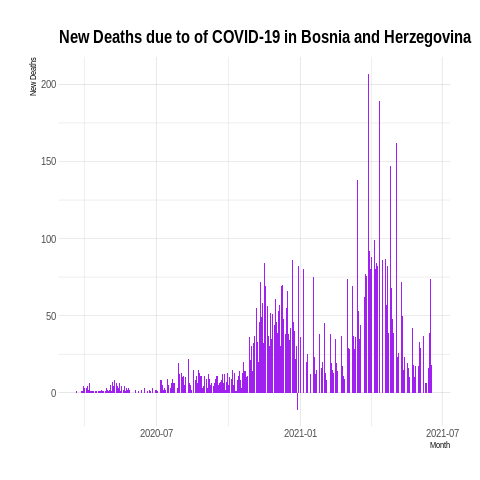 New Deaths due to of COVID-19 in Bosnia and Herzegovina
New Deaths
200
150
100
50
0
2020-07
2021-01
2021-07
Month